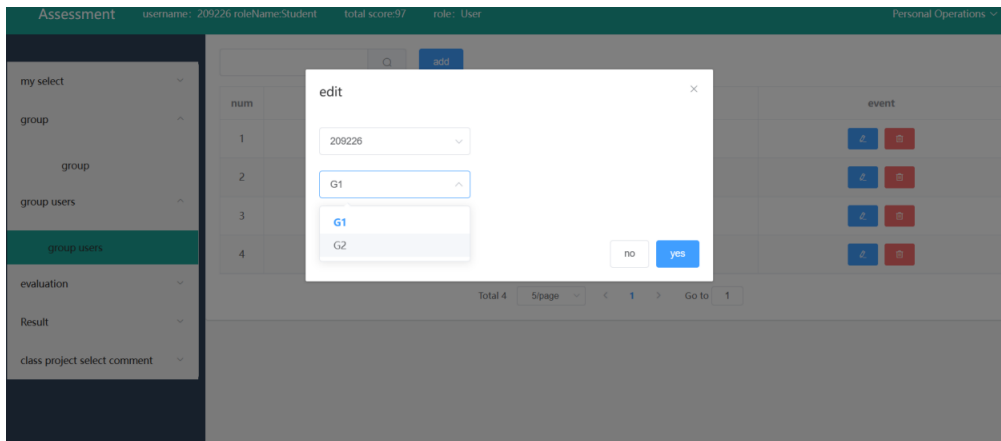 Assessment username: 209226 roleName:Student total score:97 role: User Personal Operations
add
my select
edit
num event
group
1
209226
group
2
G1
group users
3
G1
group users
G2
4
no yes
evaluation
Total 4 5/page 1 Go to 1
Result
class project select comment